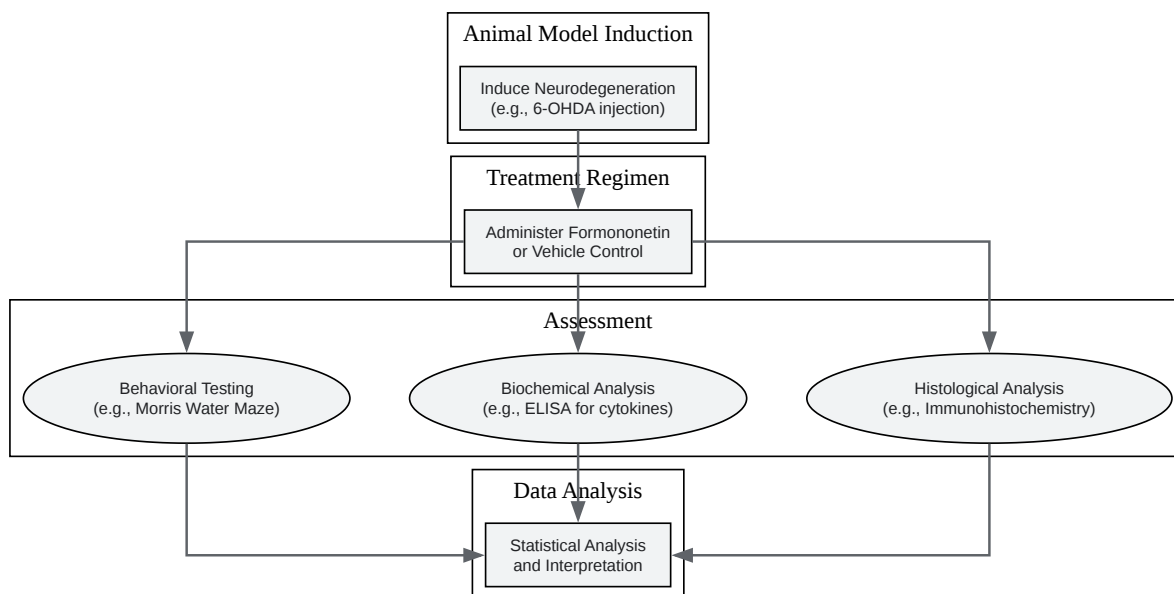 Animal Model Induction
Induce Neurodegeneration
(e.g., 6-OHDA injection)
Treatment Regimen
Administer Formononetin
or Vehicle Control
Assessment
Behavioral Testing
(e.g., Morris Water Maze)
Biochemical Analysis
(e.g., ELISA for cytokines)
Histological Analysis
(e.g., Immunohistochemistry)
Data Analysis
Statistical Analysis
and Interpretation